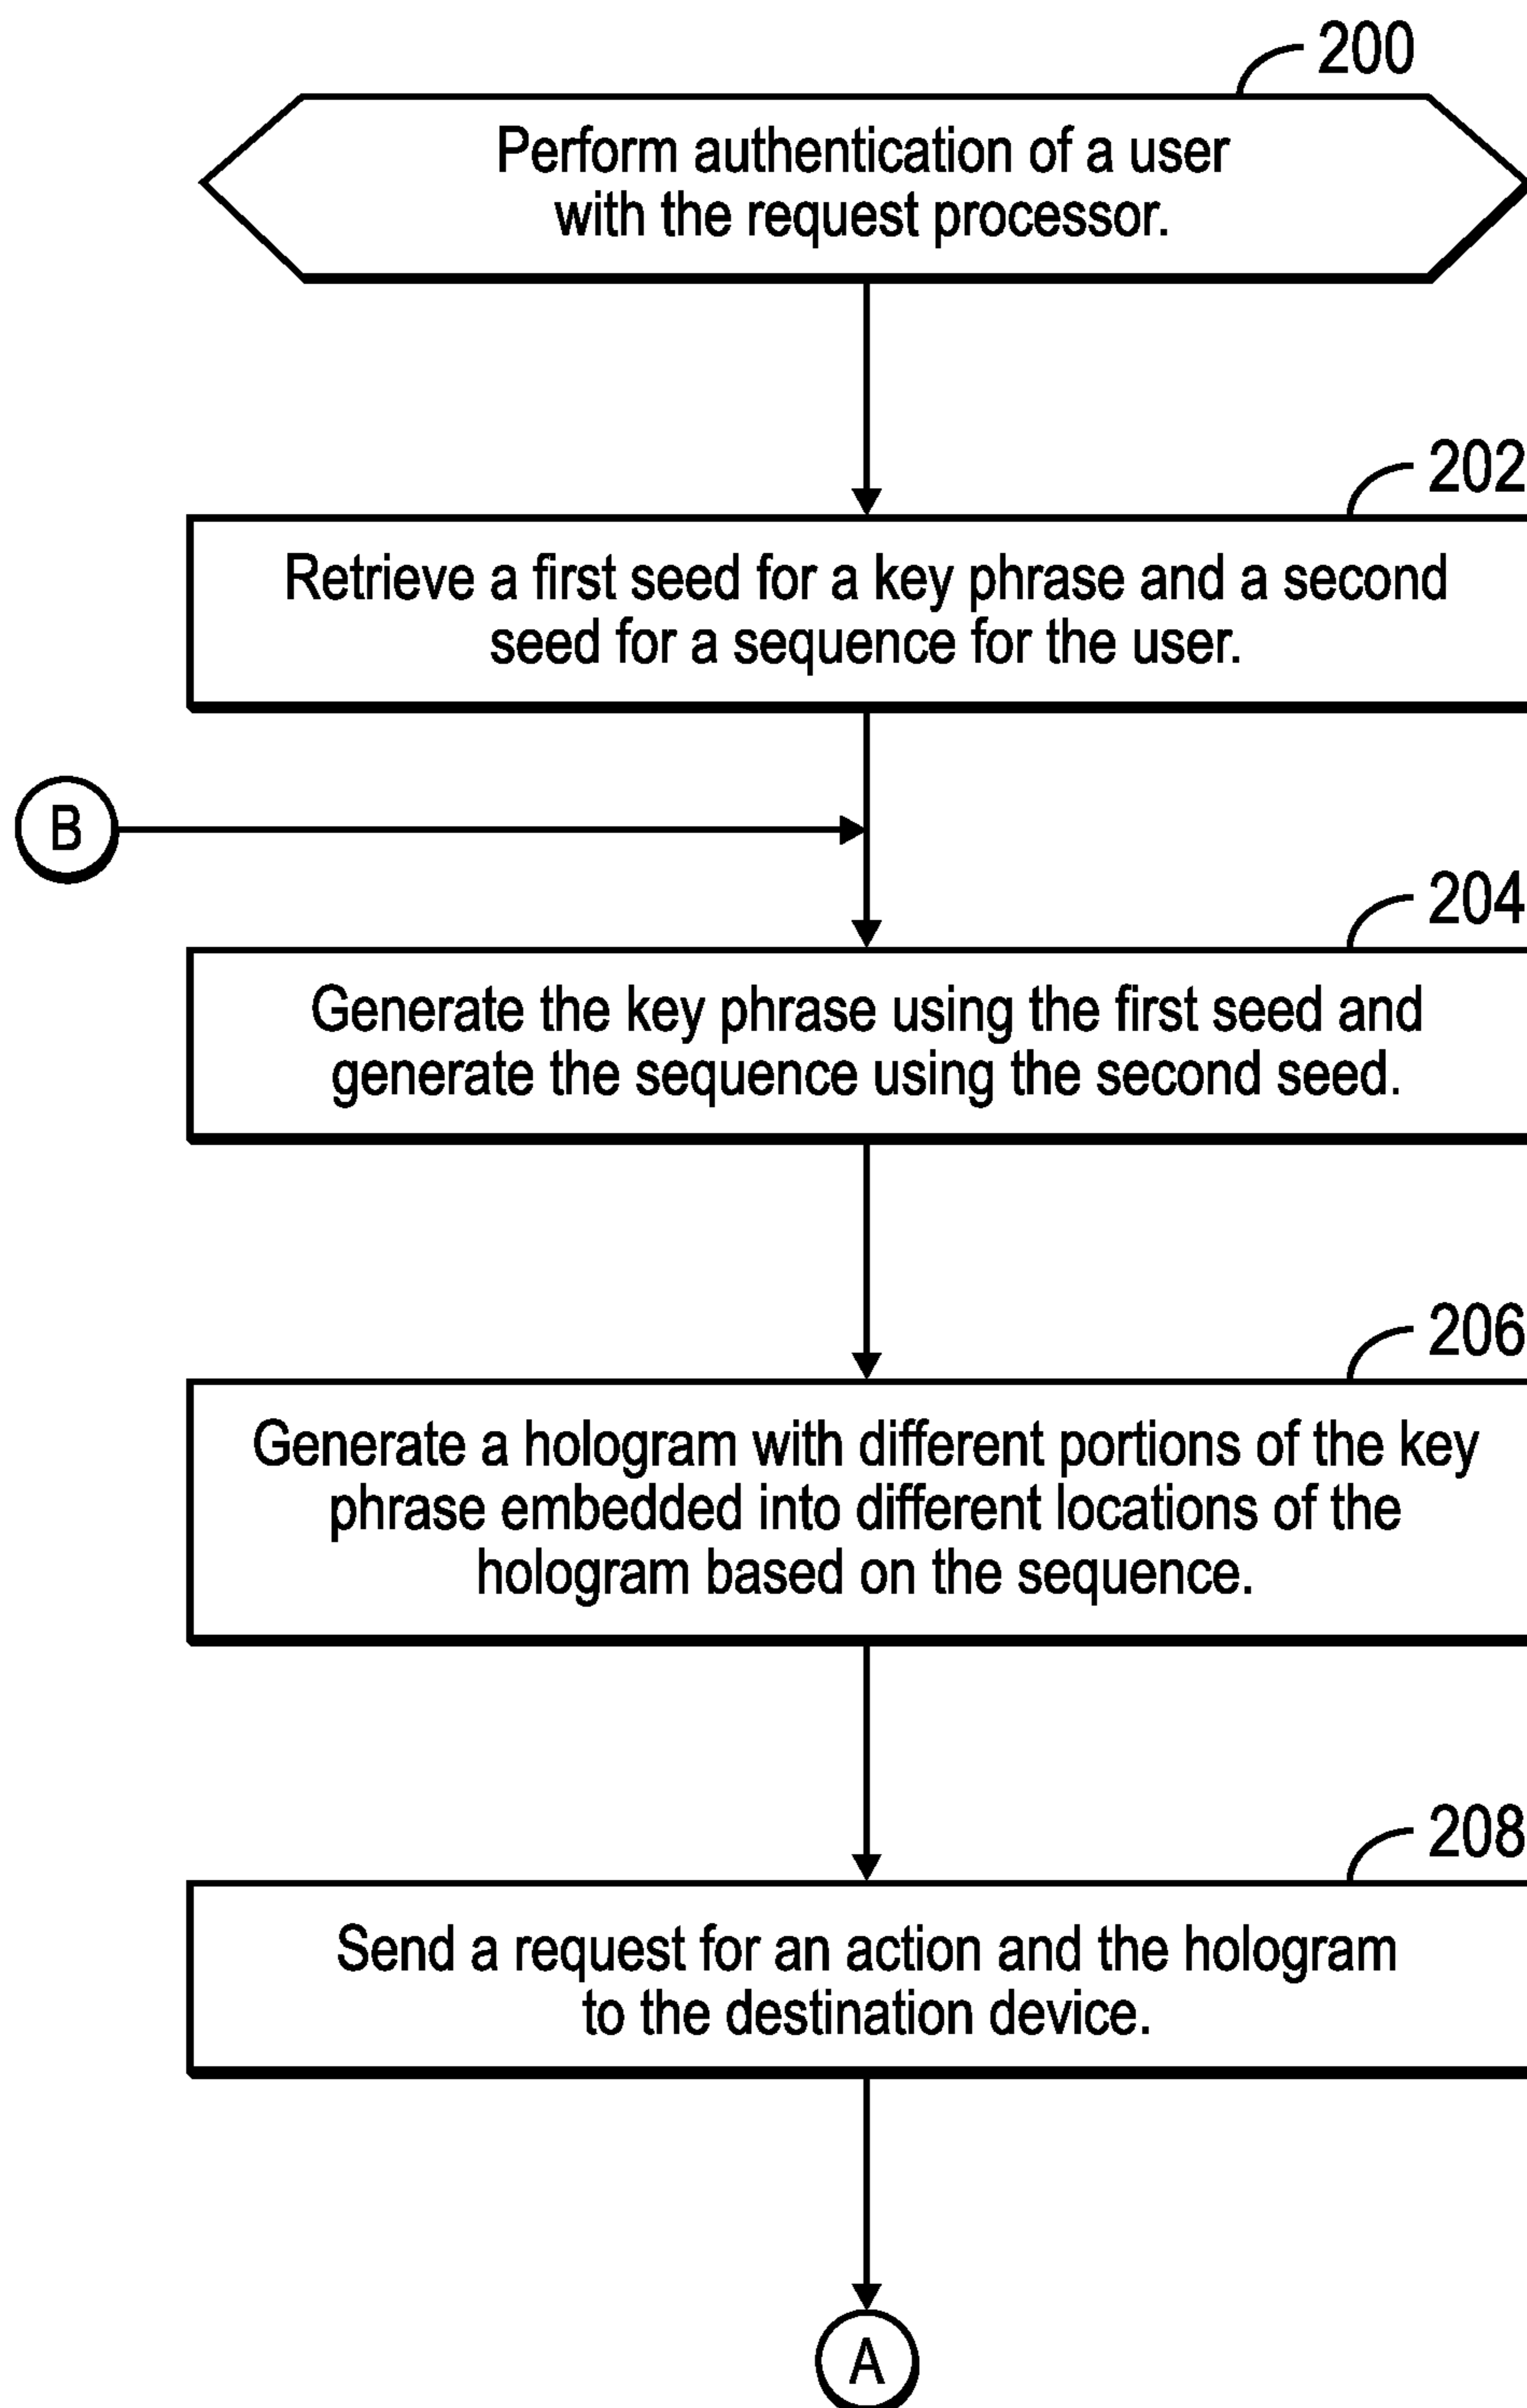 200
Perform authentication of a user
with the request processor.
202
Retrieve a first seed for a key phrase and a second
seed for a sequence for the user.
B
204
Generate the key phrase using the first seed and
generate the sequence using the second seed.
206
Generate a hologram with different portions of the key
phrase embedded into different locations of the
hologram based on the sequence.
208
Send a request for an action and the hologram
to the destination device.
A